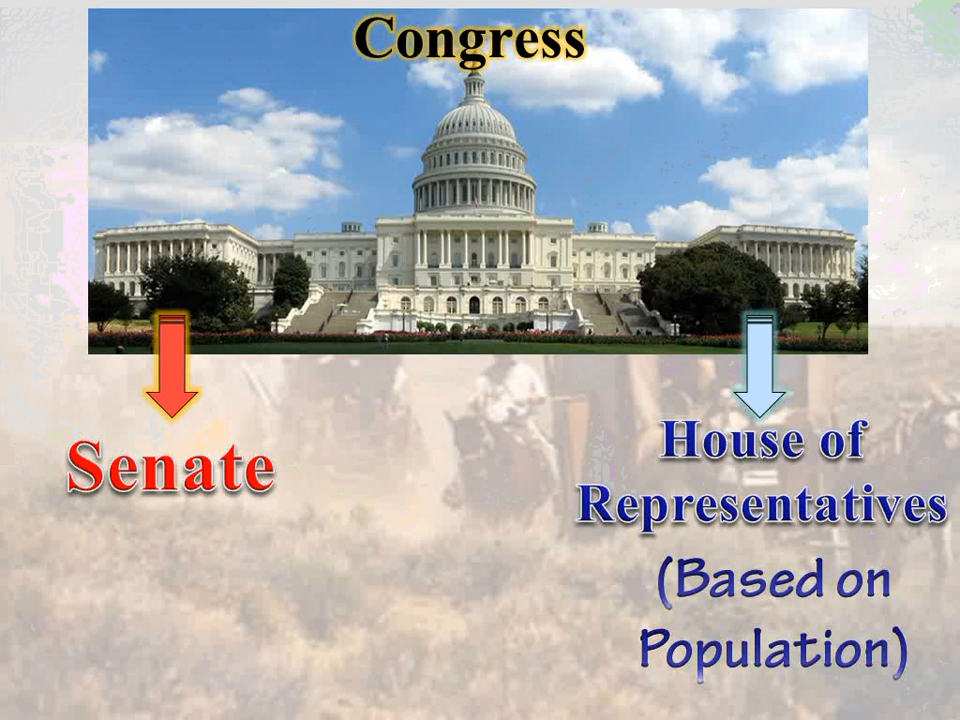 Congress
Senate
House of
Representatives
(Based on
Population)